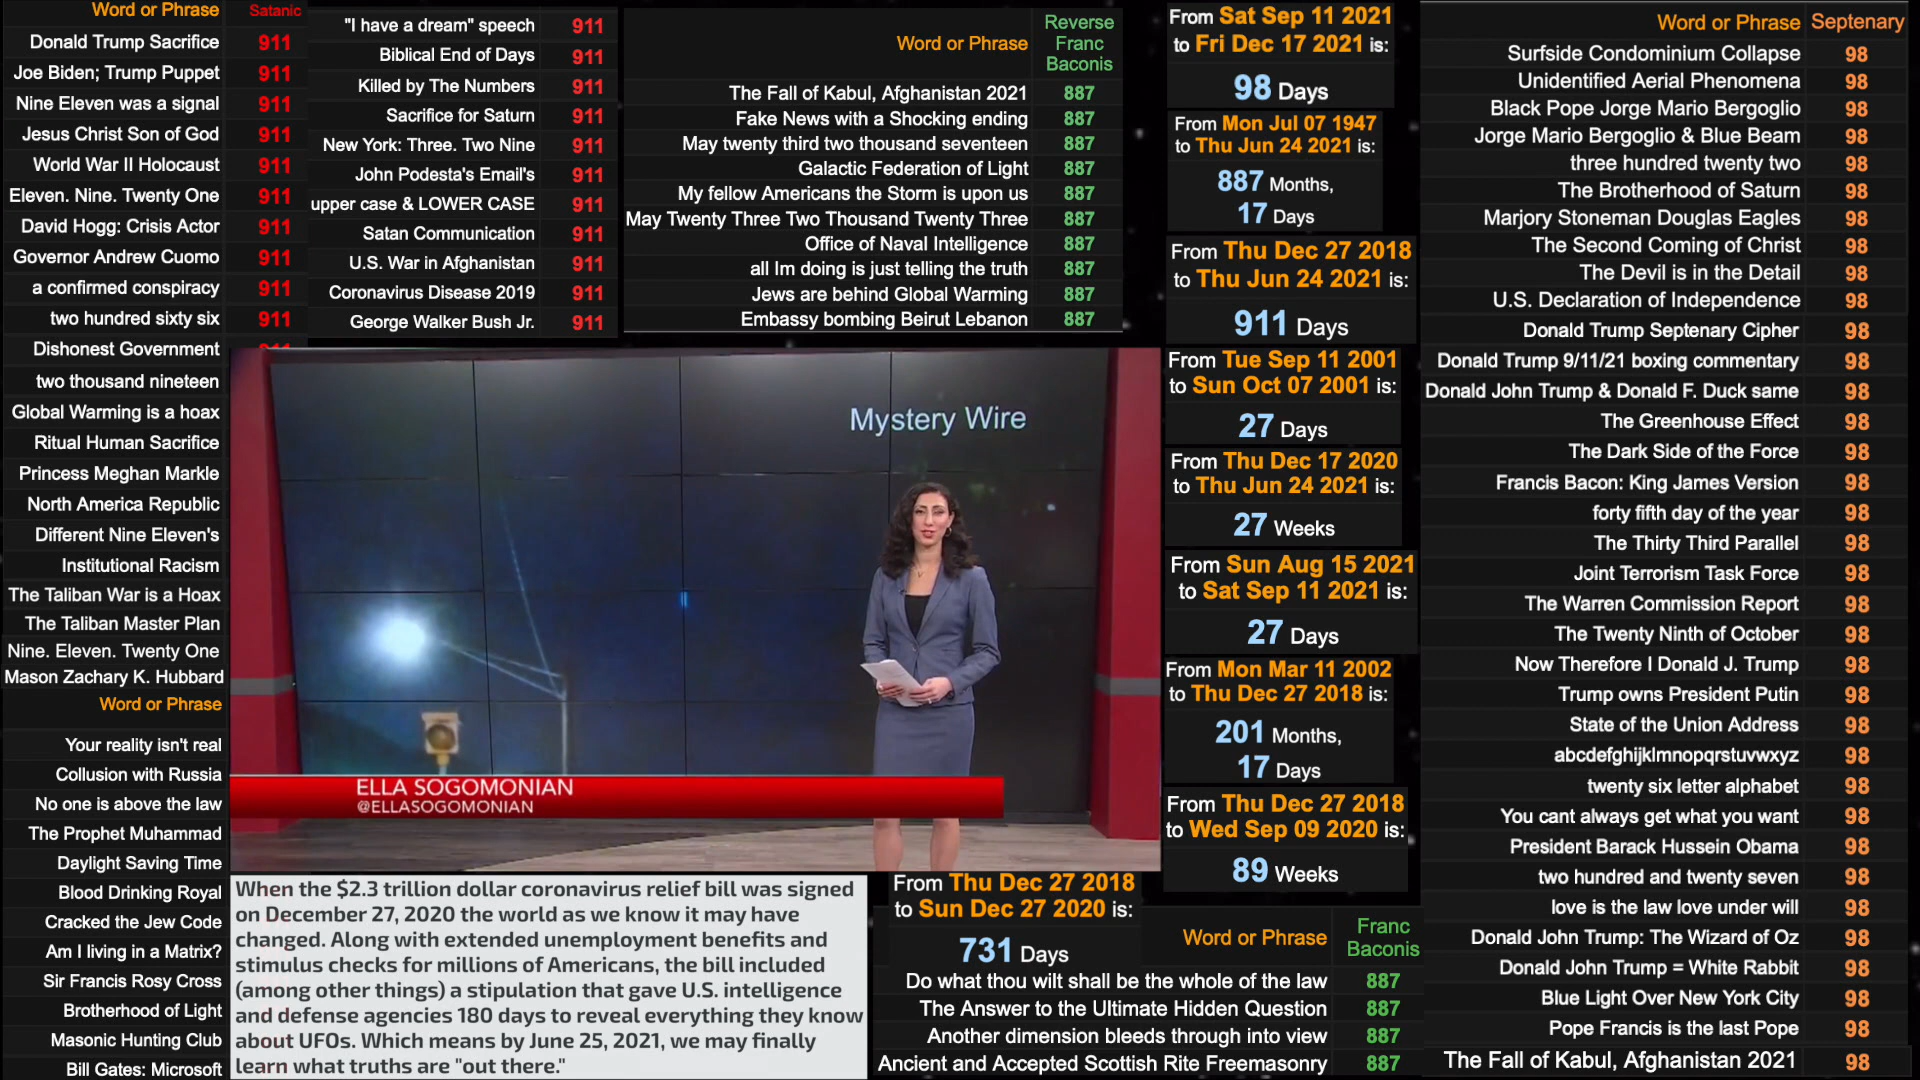 Word or Phrase Satanic
Donald Trump Sacrifice 911
Joe Biden; Trump Puppet 911
Nine Eleven was a signal 911
Jesus Christ Son of God 911
World War II Holocaust 911
Eleven. Nine. Twenty One 911
David Hogg: Crisis Actor 911
Governor Andrew Cuomo 911
a confirmed conspiracy 911
two hundred sixty six 911
Dishonest Government
two thousand nineteen
Global Warming is a hoax
Ritual Human Sacrifice
Princess Meghan Markle
North America Republic
Different Nine Eleven's
Institutional Racism
The Taliban War is a Hoax
The Taliban Master Plan
Nine. Eleven. Twenty One
Mason Zachary K. Hubbard
Word or Phrase
Your reality isn't real
Collusion with Russia
No one is above the law
The Prophet Muhammad
Daylight Saving Time
Blood Drinking Royal
Cracked the Jew Code
Am I living in a Matrix?
Sir Francis Rosy Cross
Brotherhood of Light
Masonic Hunting Club
Bill Gates: Microsoft
"I have a dream" speech 911
Biblical End of Days 911
Killed by The Numbers 911
Sacrifice for Saturn 911
New York: Three. Two Nine 911
John Podesta's Email's 911
upper case & LOWER CASE 911
Satan Communication 911
U.S. War in Afghanistan 911
Coronavirus Disease 2019 911
George Walker Bush Jr. 911
Word or Phrase Reverse Franc Baconis
The Fall of Kabul, Afghanistan 2021 887
Fake News with a Shocking ending 887
May twenty third two thousand seventeen 887
Galactic Federation of Light 887
My fellow Americans the Storm is upon us 887
May Twenty Three Two Thousand Twenty Three 887
Office of Naval Intelligence 887
all Im doing is just telling the truth 887
Jews are behind Global Warming 887
Embassy bombing Beirut Lebanon 887
Mystery Wire
ELLA SOGOMONIAN
@ELLASOGOMONIAN
When the $2.3 trillion dollar coronavirus relief bill was signed
on December 27, 2020 the world as we know it may have
changed. Along with extended unemployment benefits and
stimulus checks for millions of Americans, the bill included
(among other things) a stipulation that gave U.S. intelligence
and defense agencies 180 days to reveal everything they know
about UFOs. Which means by June 25, 2021, we may finally
learn what truths are "out there."
From Sat Sep 11 2021
to Fri Dec 17 2021 is:
98 Days
From Mon Jul 07 1947
to Thu Jun 24 2021 is:
887 Months,
17 Days
From Thu Dec 27 2018
to Thu Jun 24 2021 is:
911 Days
From Tue Sep 11 2001
to Sun Oct 07 2001 is:
27 Days
From Thu Dec 17 2020
to Thu Jun 24 2021 is:
27 Weeks
From Sun Aug 15 2021
to Sat Sep 11 2021 is:
27 Days
From Mon Mar 11 2002
to Thu Dec 27 2018 is:
201 Months,
17 Days
From Thu Dec 27 2018
to Wed Sep 09 2020 is:
89 Weeks
From Thu Dec 27 2018
to Sun Dec 27 2020 is:
731 Days
Word or Phrase Franc Baconis
Do what thou wilt shall be the whole of the law 887
The Answer to the Ultimate Hidden Question 887
Another dimension bleeds through into view 887
Ancient and Accepted Scottish Rite Freemasonry 887
Word or Phrase Septenary
Surfside Condominium Collapse 98
Unidentified Aerial Phenomena 98
Black Pope Jorge Mario Bergoglio 98
Jorge Mario Bergoglio & Blue Beam 98
three hundred twenty two 98
The Brotherhood of Saturn 98
Marjory Stoneman Douglas Eagles 98
The Second Coming of Christ 98
The Devil is in the Detail 98
U.S. Declaration of Independence 98
Donald Trump Septenary Cipher 98
Donald Trump 9/11/21 boxing commentary 98
Donald John Trump & Donald F. Duck same 98
The Greenhouse Effect 98
The Dark Side of the Force 98
Francis Bacon: King James Version 98
forty fifth day of the year 98
The Thirty Third Parallel 98
Joint Terrorism Task Force 98
The Warren Commission Report 98
The Twenty Ninth of October 98
Now Therefore I Donald J. Trump 98
Trump owns President Putin 98
State of the Union Address 98
abcdefghijklmnopqrstuvwxyz 98
twenty six letter alphabet 98
You cant always get what you want 98
President Barack Hussein Obama 98
two hundred and twenty seven 98
love is the law love under will 98
Donald John Trump: The Wizard of Oz 98
Donald John Trump = White Rabbit 98
Blue Light Over New York City 98
Pope Francis is the last Pope 98
The Fall of Kabul, Afghanistan 2021 98